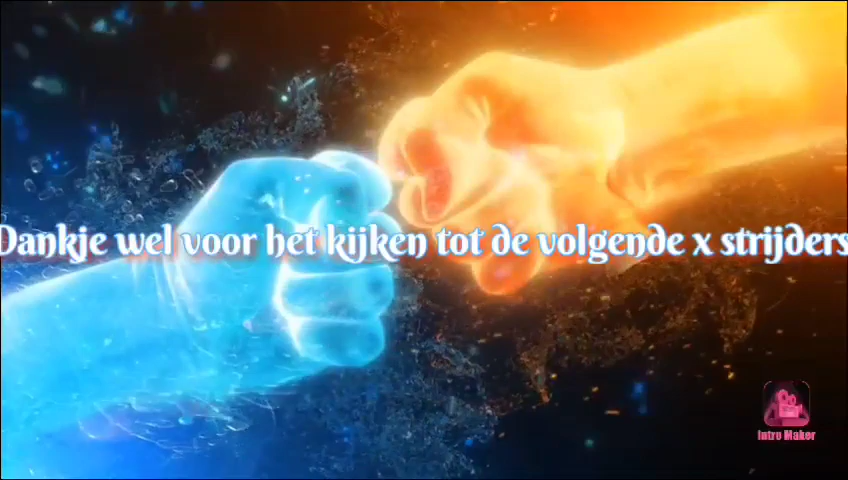 Dankje wel voor het kijken tot de volgende x strijders
Intro Maker